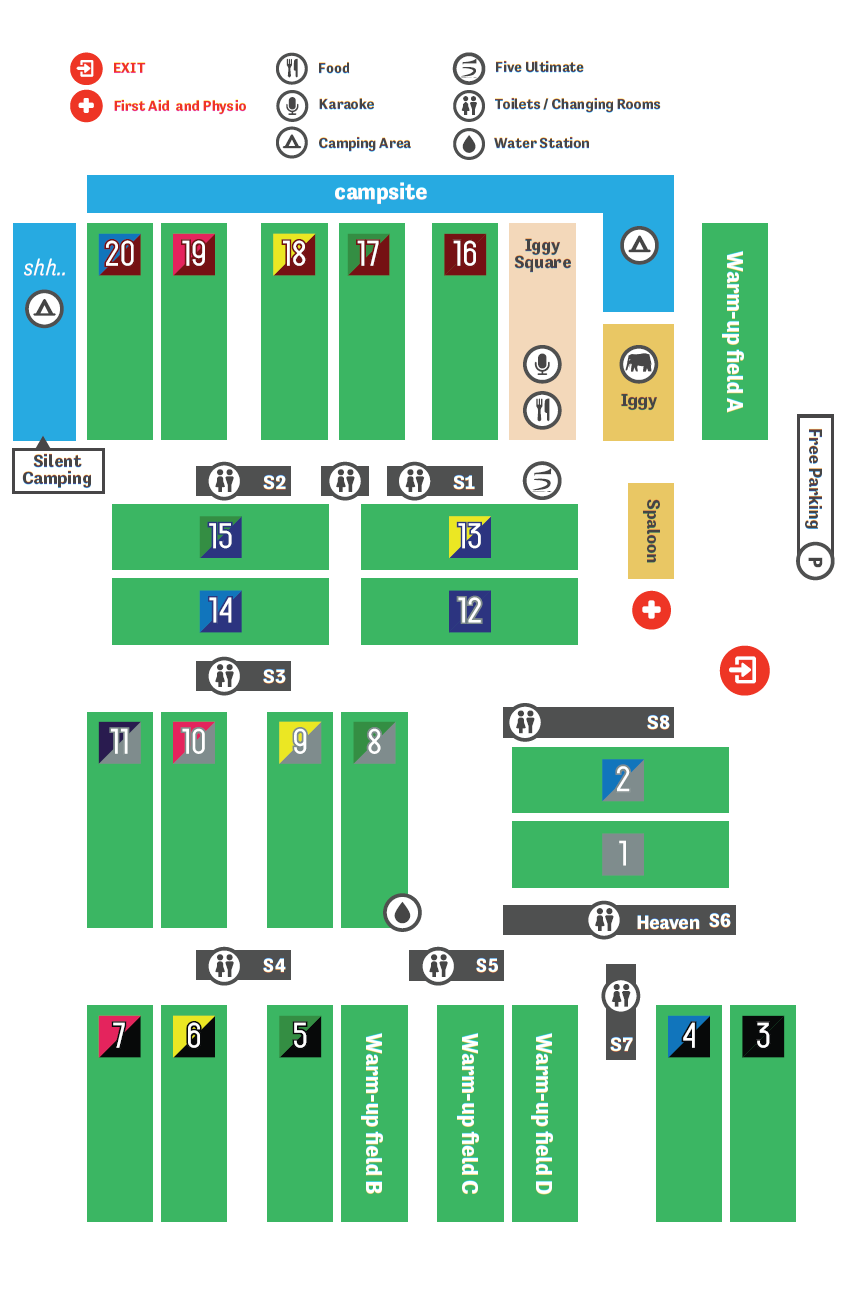 EXIT
Food
Five Ultimate
First Aid and Physio
Karaoke
Toilets / Changing Rooms
Camping Area
Water Station
campsite
shh..
20
19
18
17
16
Iggy
Square
Warm-up field A
Iggy
Silent
Camping
Free Parking
P
S2
S1
Spaloon
15
13
14
12
S3
11
10
9
8
S8
2
1
Heaven S6
S4
S5
S7
7
6
5
Warm-up field B
Warm-up field C
Warm-up field D
4
3